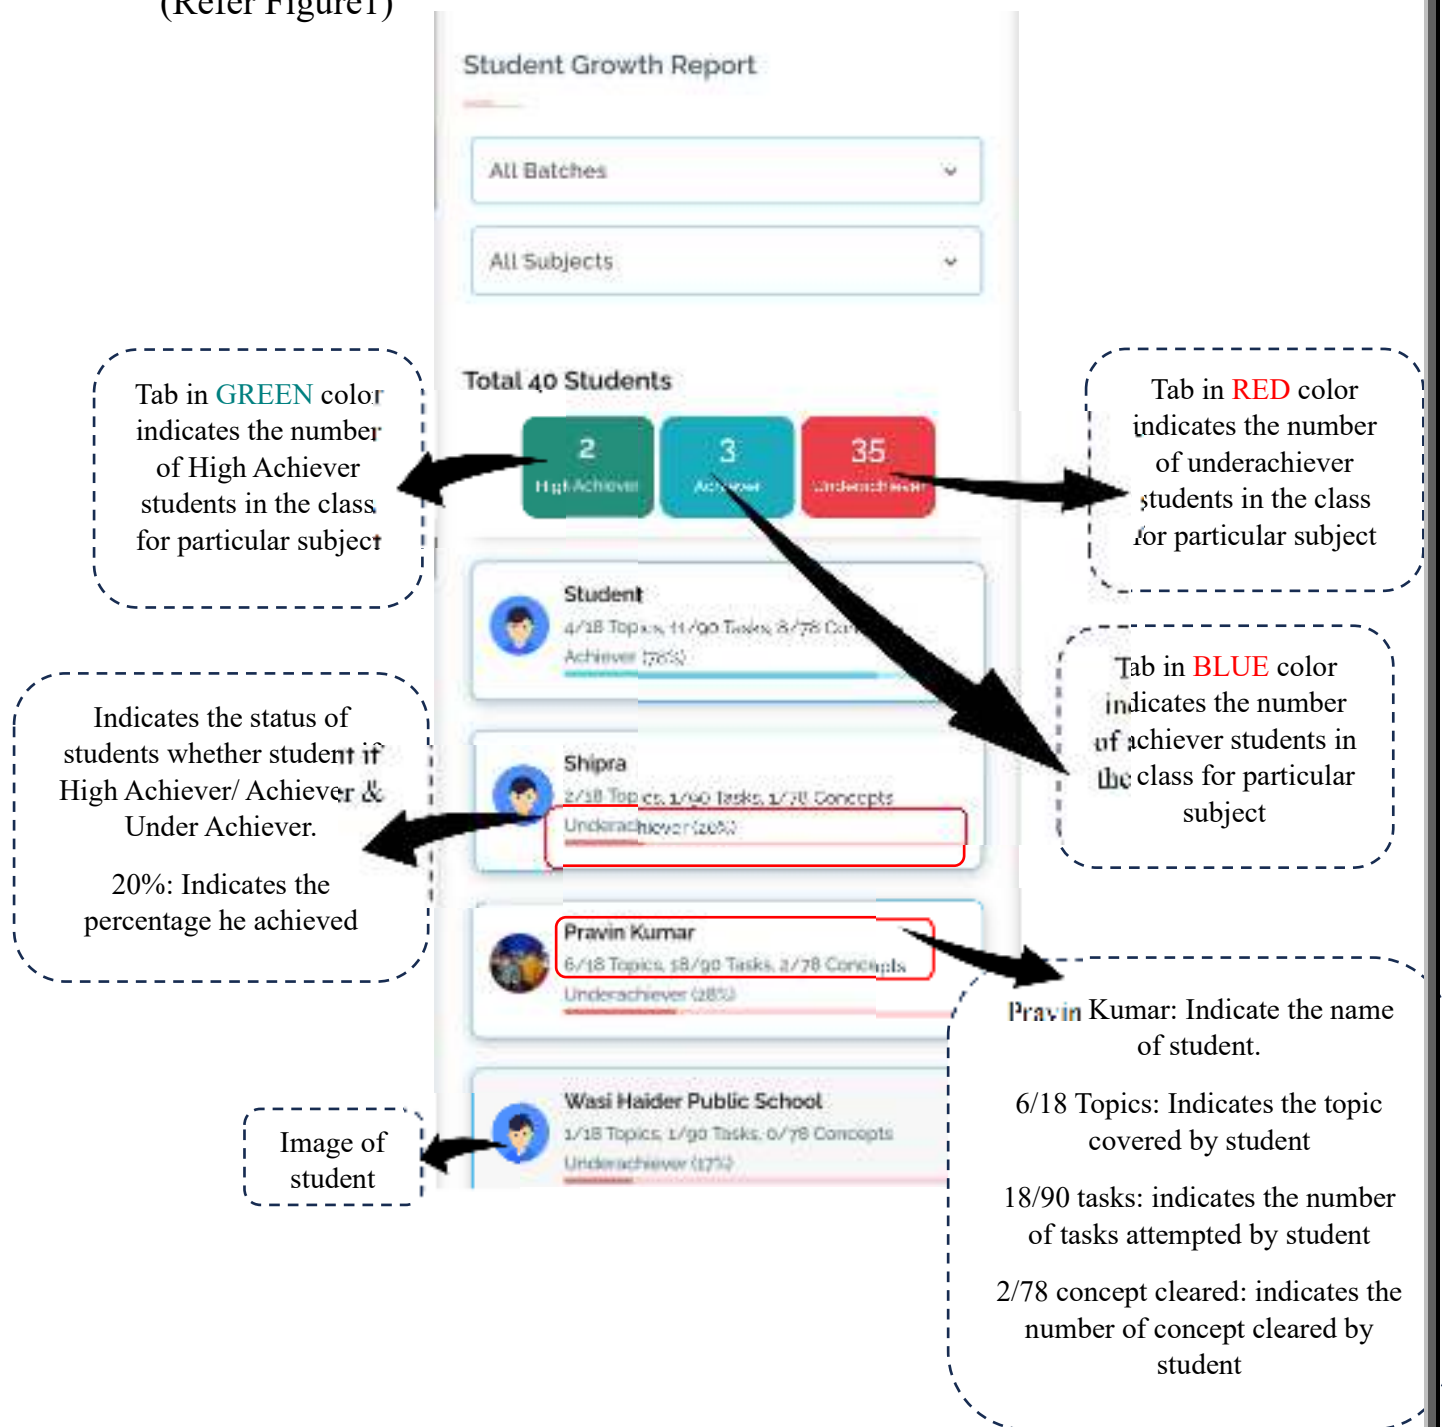 (Refer Figure1)
Student Growth Report
All Batches
All Subjects
Total 40 Students
2
High Achiever
3
Achiever
35
Underachiever
Tab in GREEN color
indicates the number
of High Achiever
students in the class
for particular subject
Tab in RED color
indicates the number
of underachiever
students in the class
for particular subject
Student
4/18 Topics, 11/90 Tasks, 8/78 Con
Achiever (78%)
Tab in BLUE color
indicates the number
of achiever students in
the class for particular
subject
Indicates the status of
students whether student if
High Achiever/ Achiever &
Under Achiever.
20%: Indicates the
percentage he achieved
Shipra
2/18 Topics, 1/90 Tasks, 1/78 Concepts
Underachiever (20%)
Pravin Kumar
6/18 Topics, 18/90 Tasks, 2/78 Concepts
Underachiever (28%)
Pravin Kumar: Indicate the name
of student.
6/18 Topics: Indicates the topic
covered by student
18/90 tasks: indicates the number
of tasks attempted by student
2/78 concept cleared: indicates the
number of concept cleared by
student
Image of
student
Wasi Haider Public School
1/18 Topics, 1/90 Tasks, 0/78 Concepts
Underachiever (17%)